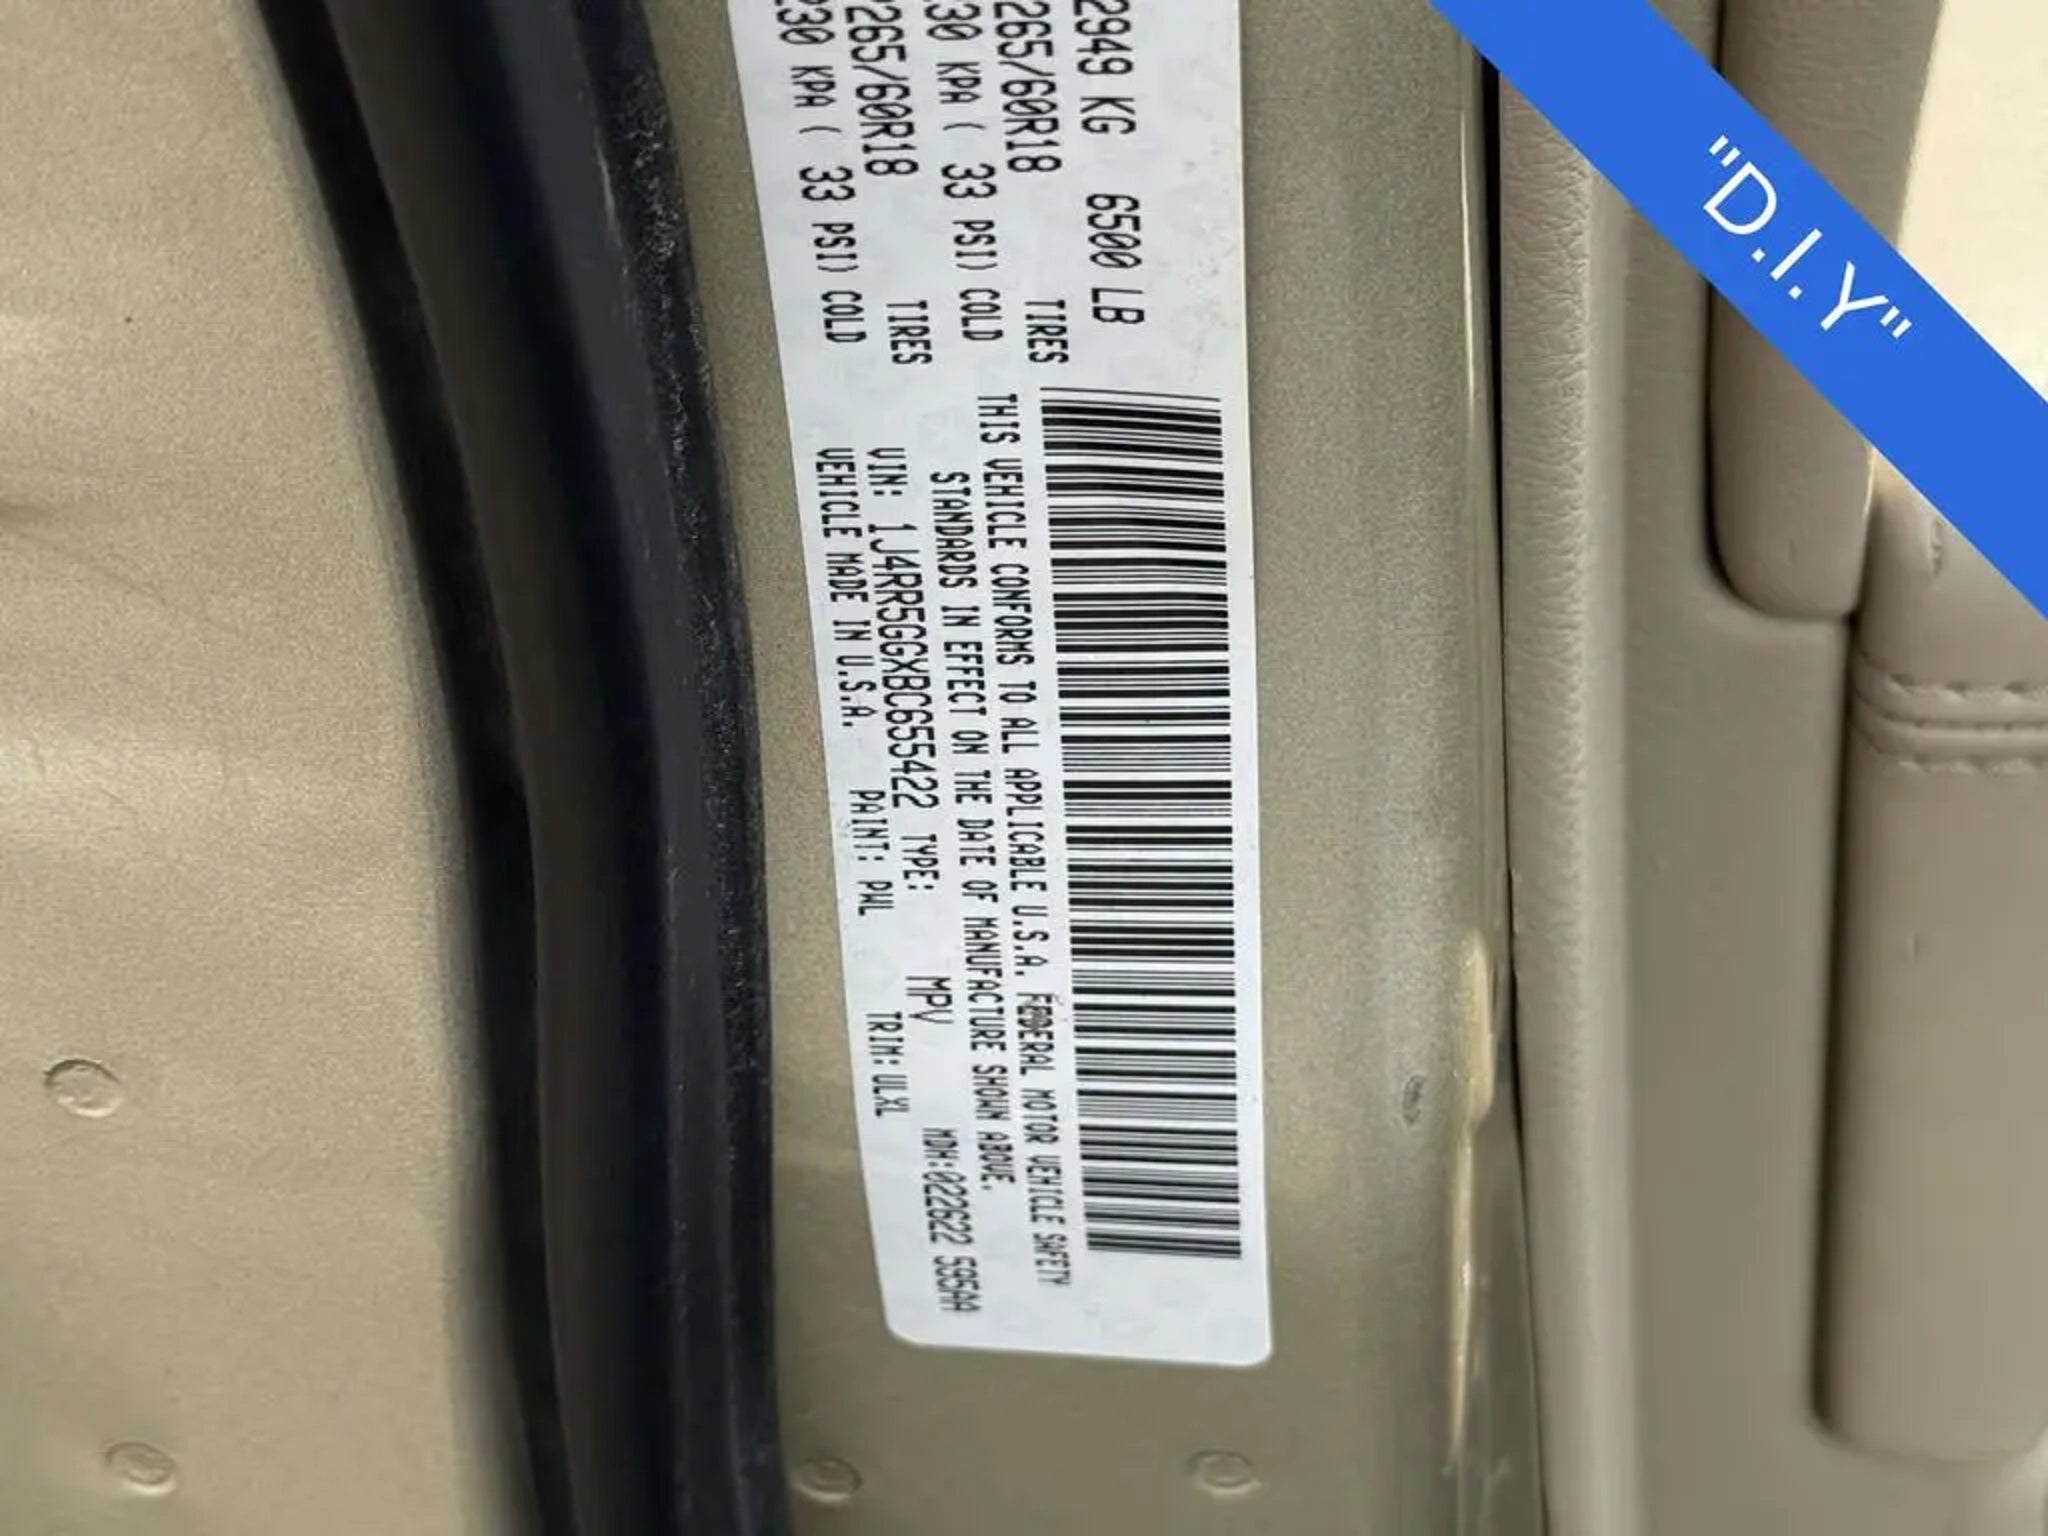 2949 KG 6500 LB
265/60R18 TIRES
30 KPA ( 33 PSI) COLD
265/60R18 TIRES
230 KPA ( 33 PSI) COLD
THIS VEHICLE CONFORMS TO ALL APPLICABLE U.S.A. FEDERAL MOTOR VEHICLE SAFETY
STANDARDS IN EFFECT ON THE DATE OF MANUFACTURE SHOWN ABOVE.
VIN: 1J4RR5GGXBC655422 TYPE: MPV MDH:022622 595AA
VEHICLE MADE IN U.S.A. PAINT: PWL TRIM:ULXL
"D.I.Y"